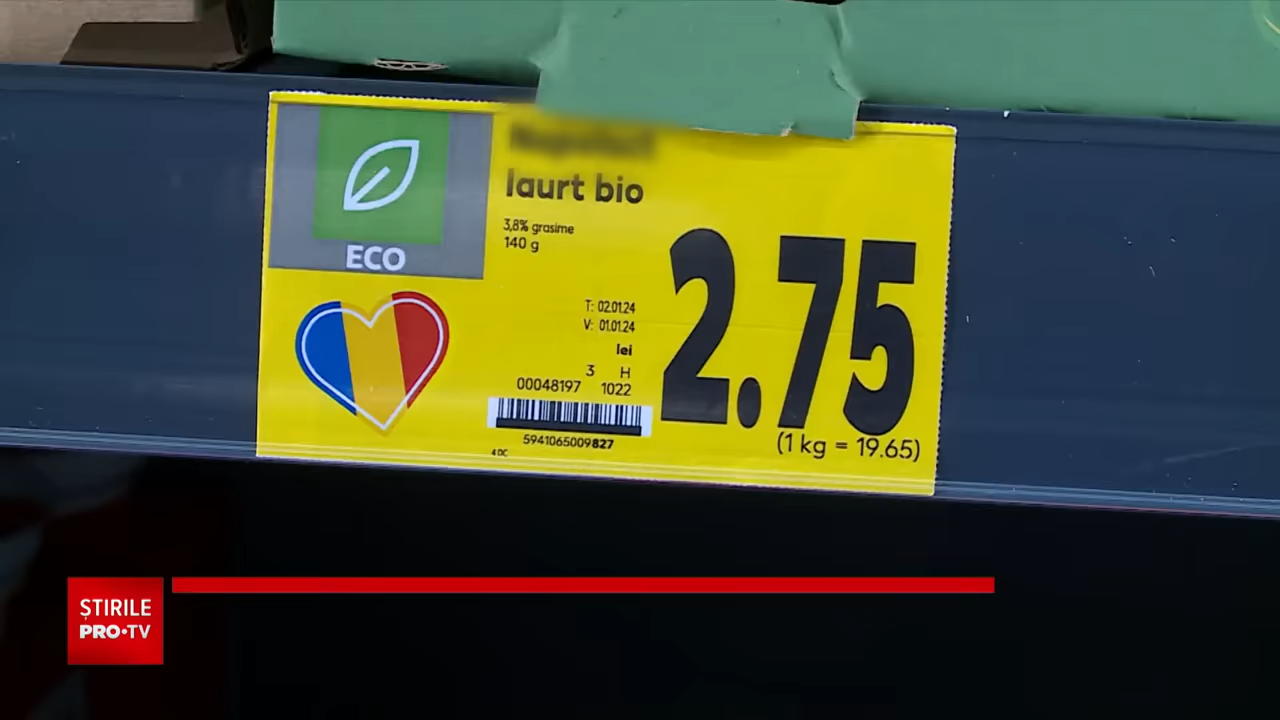 ECO
Iaurt bio
3,8% grasime
140 g
T: 02.01.24
V: 01.01.24
lei
3 H
00048197 1022
5941065009827
4 DC
2.75
(1 kg = 19.65)
ȘTIRILE
PRO•TV